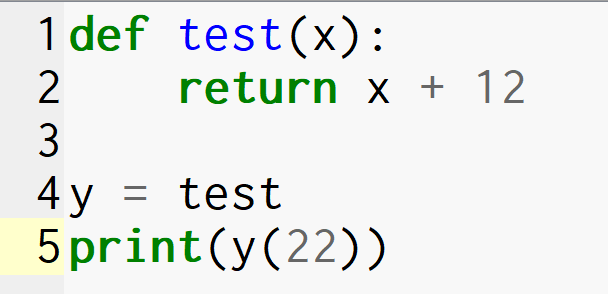 1 def test(x):
2     return x + 12
3
4 y = test
5 print(y(22))